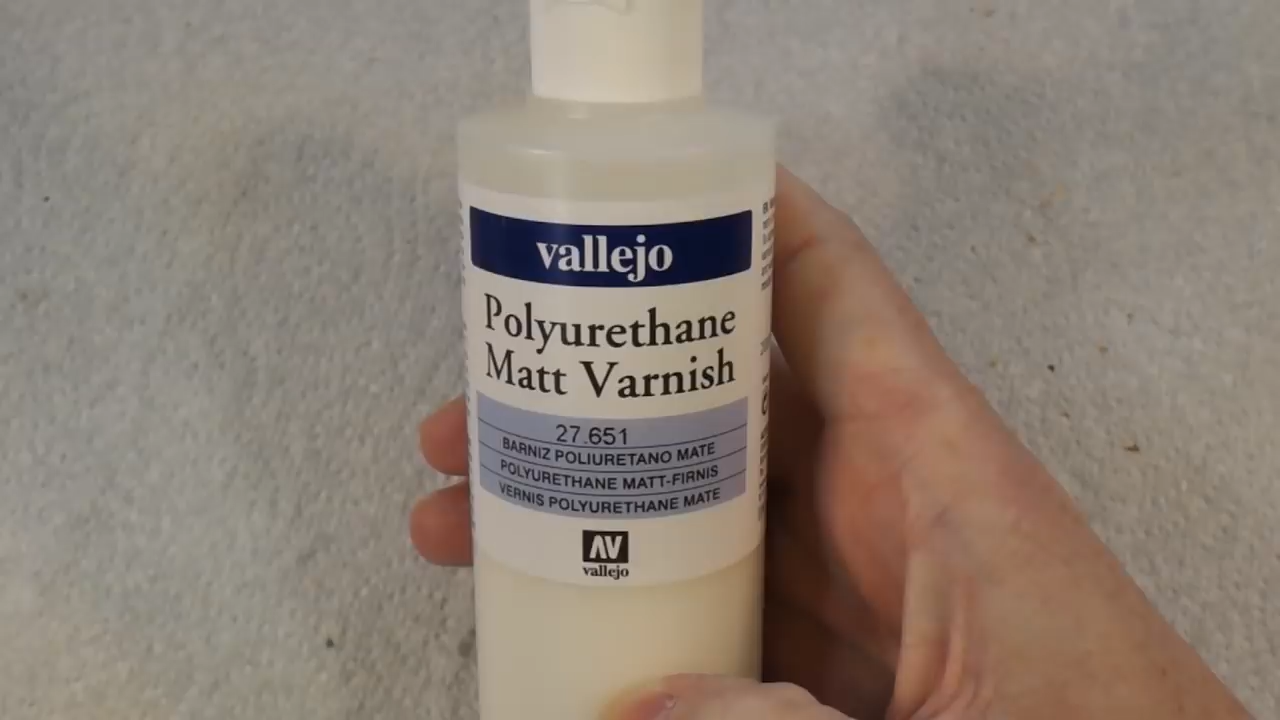 vallejo
Polyurethane
Matt Varnish
27.651
BARNIZ POLIURETANO MATE
POLYURETHANE MATT-FIRNIS
VERNIS POLYURETHANE MATE
AV
vallejo